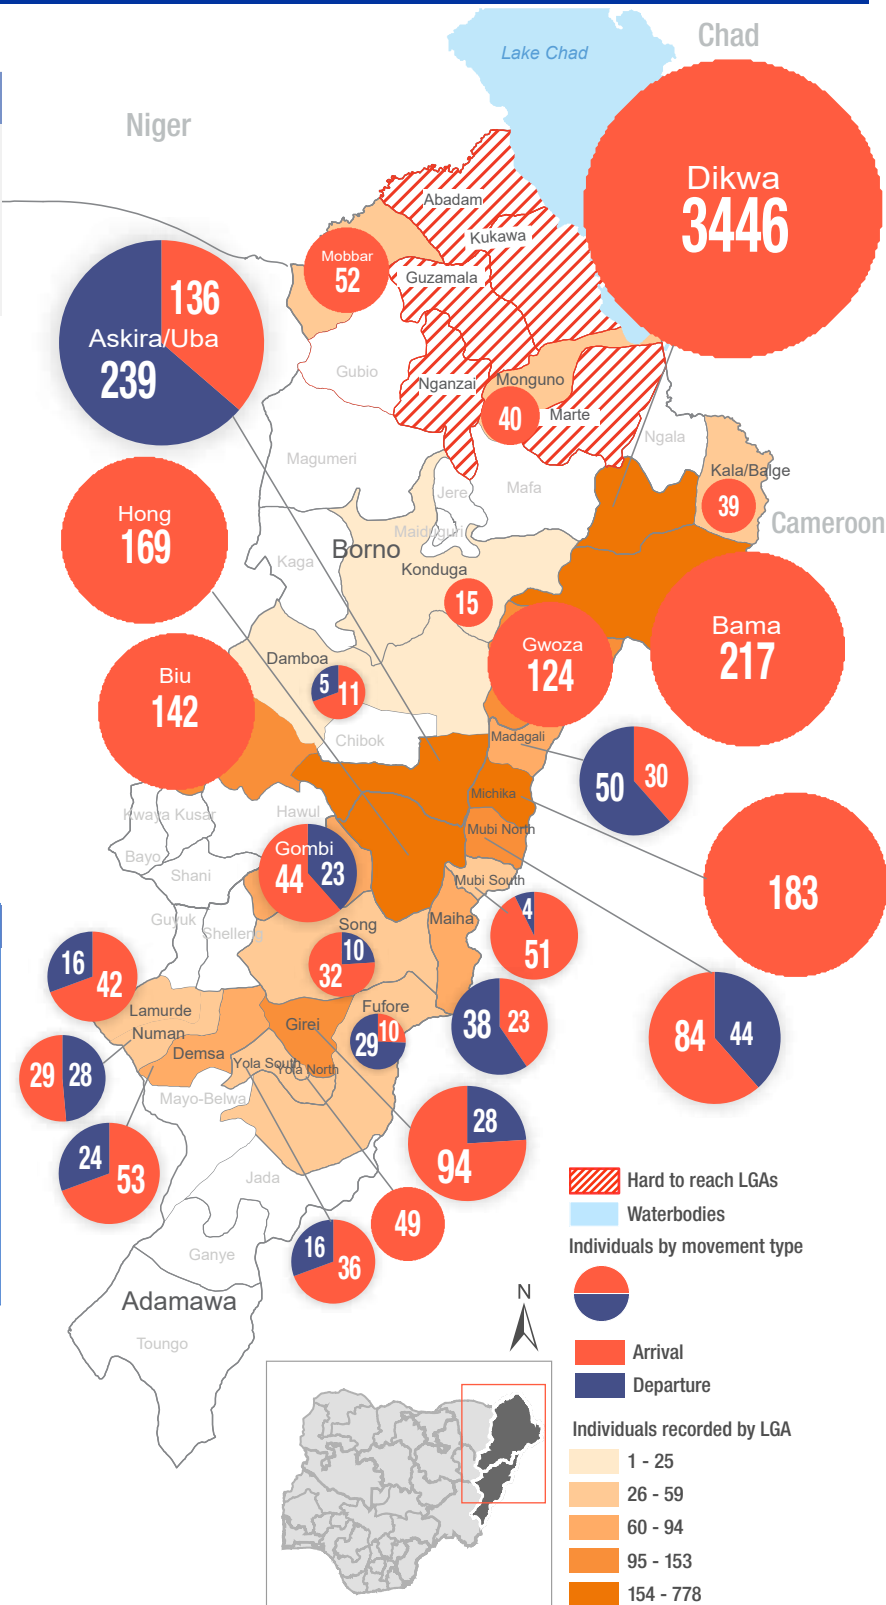 Chad
Lake Chad
Niger
Dikwa
3446
Abadam
Kukawa
Mobbar
52
Guzamala
136
Askira/Uba
239
Gubio
Nganzai
Monguno
40
Marte
Ngala
Magumeri
Kala/Balge
39
Jere
Mafa
Hong
169
Cameroon
Maiduguri
Borno
Kaga
Konduga
15
Bama
217
Gwoza
124
Damboa
5
11
Biu
142
Chibok
Madagali
50
30
Michika
Kwaya Kusar
Hawul
Mubi North
Gombi
44
23
Bayo
Shani
Mubi South
183
Guyuk
Shelleng
Song
10
32
Maiha
4
51
16
42
Lamurde
Numan
Girei
Fufore
10
29
38
23
84
44
Demsa
Yola South
Yola North
29
28
Mayo-Belwa
28
94
24
53
Jada
Hard to reach LGAs
Waterbodies
49
Individuals by movement type
16
36
Ganye
Adamawa
Toungo
N
Arrival
Departure
Individuals recorded by LGA
1 - 25
26 - 59
60 - 94
95 - 153
154 - 778